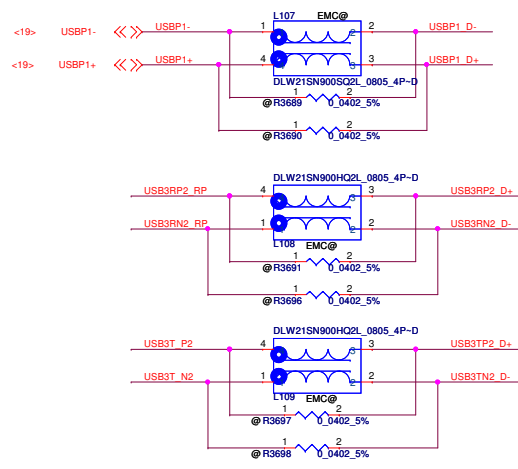 L107 EMC@
<19> USBP1- USBP1- 1 2 USBP1_D-
<19> USBP1+ USBP1+ 4 3 USBP1_D+
DLW21SN900SQ2L_0805_4P~D
1 2
@R3689 0_0402_5%
1 2
@R3690 0_0402_5%
DLW21SN900HQ2L_0805_4P~D
USB3RP2_RP 4 3 USB3RP2_D+
USB3RN2_RP 1 2 USB3RN2_D-
L108 EMC@
1 2
@R3691 0_0402_5%
1 2
@R3696 0_0402_5%
DLW21SN900HQ2L_0805_4P~D
USB3T_P2 4 3 USB3TP2_D+
USB3T_N2 1 2 USB3TN2_D-
L109 EMC@
1 2
@R3697 0_0402_5%
1 2
@R3698 0_0402_5%